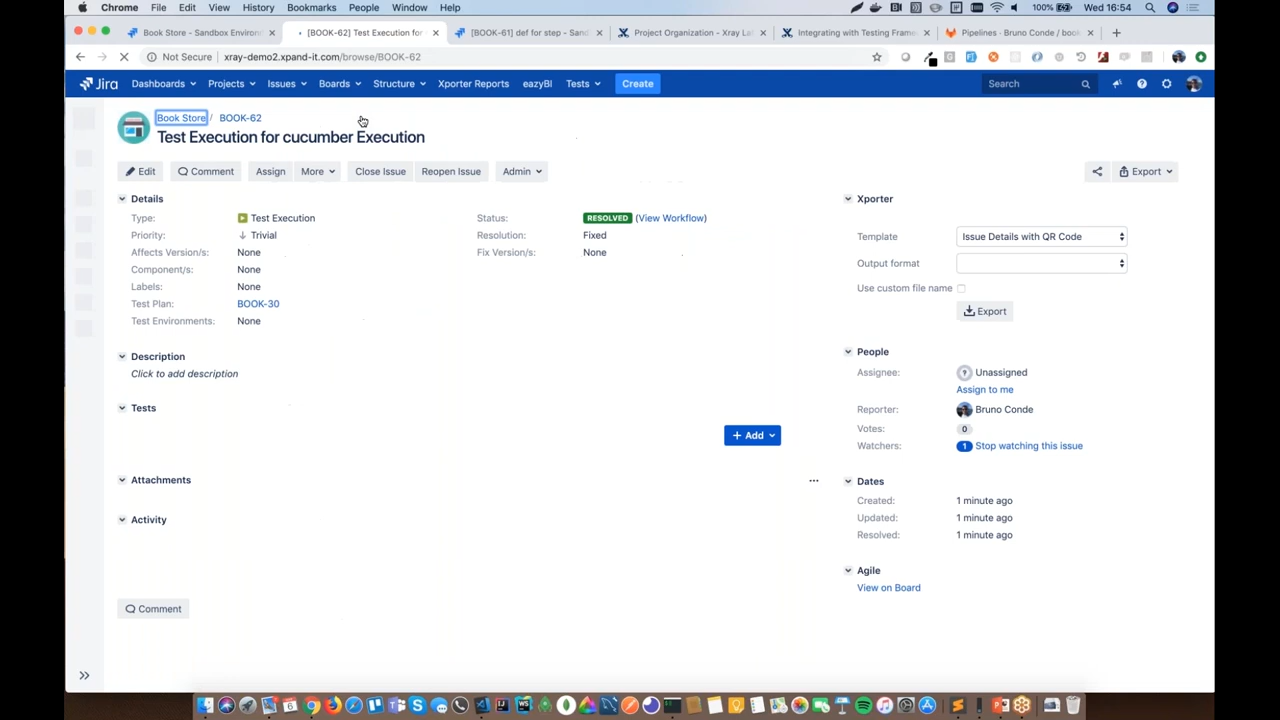 Chrome File Edit View History Bookmarks People Window Help 100% Wed 16:54
Book Store - Sandbox Environ [BOOK-62] Test Execution for [BOOK-61] def for step - Sand Project Organization - Xray La Integrating with Testing Frame Pipelines - Bruno Conde / book
Not Secure xray-demo2.xpand-it.com/browse/BOOK-62
Jira Dashboards Projects Issues Boards Structure Xporter Reports eazyBI Tests Create Search
Book Store / BOOK-62
Test Execution for cucumber Execution
Edit Comment Assign More Close Issue Reopen Issue Admin Export
Details
Type: Test Execution
Priority: Trivial
Affects Version/s: None
Component/s: None
Labels: None
Test Plan: BOOK-30
Test Environments: None
Status: RESOLVED (View Workflow)
Resolution: Fixed
Fix Version/s: None
Description
Click to add description
Tests
+ Add
Attachments
Activity
Comment
Xporter
Template Issue Details with QR Code
Output format
Use custom file name
Export
People
Assignee: Unassigned
Assign to me
Reporter: Bruno Conde
Votes: 0
Watchers: 1 Stop watching this issue
Dates
Created: 1 minute ago
Updated: 1 minute ago
Resolved: 1 minute ago
Agile
View on Board